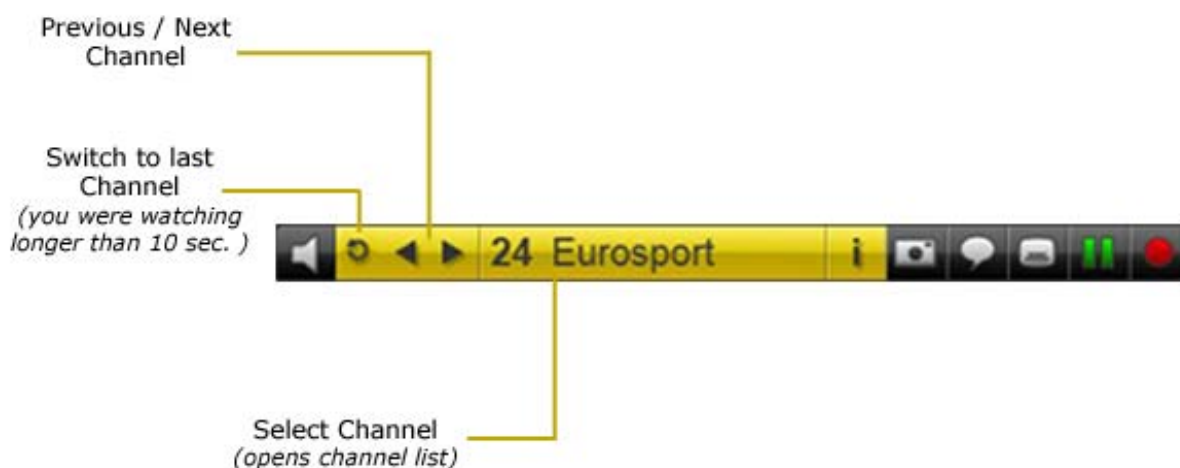 Previous / Next
Channel
Switch to last
Channel
(you were watching
longer than 10 sec. )
24 Eurosport i
Select Channel
(opens channel list)